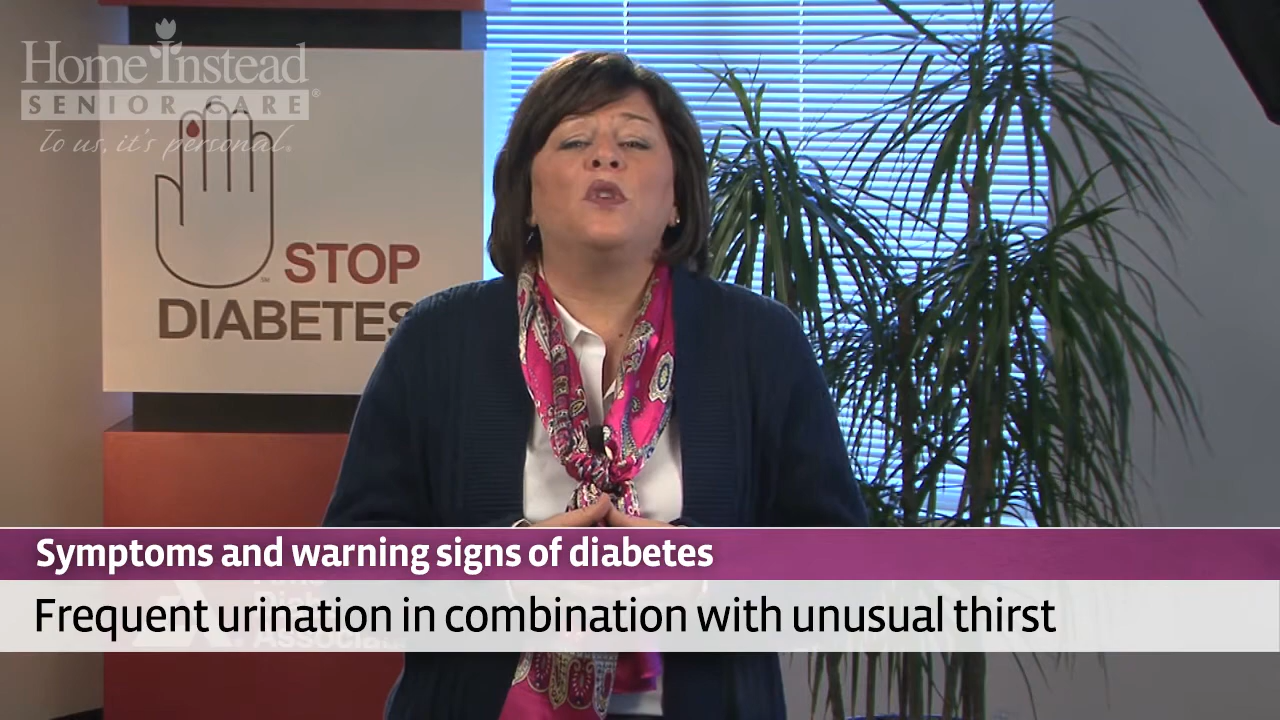 Home Instead
SENIOR CARE®
To us, it's personal.
STOP
DIABETES
Symptoms and warning signs of diabetes
Frequent urination in combination with unusual thirst